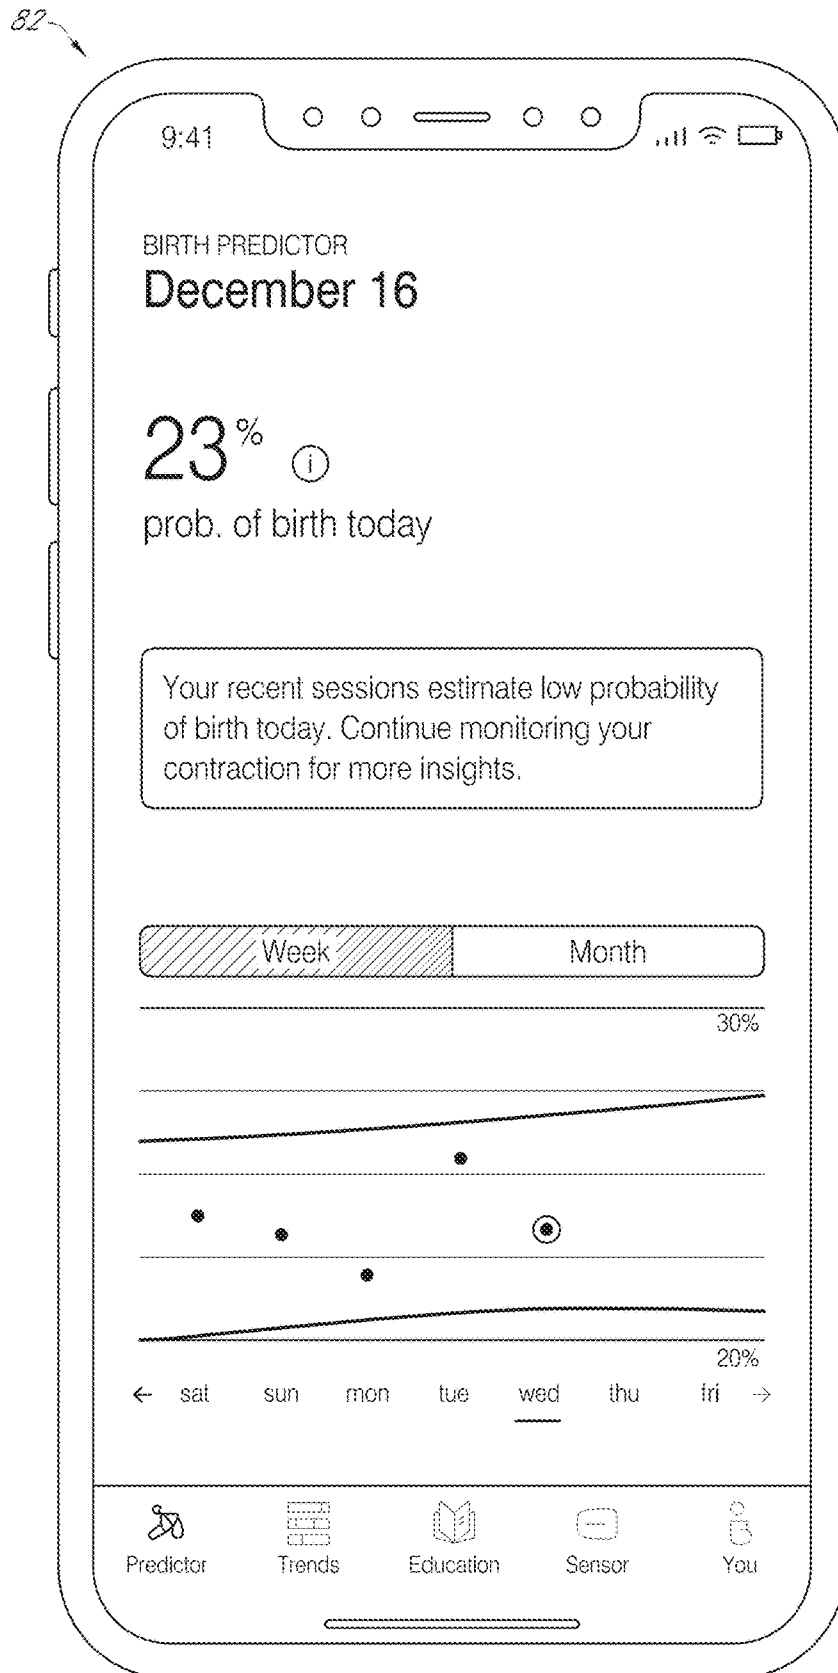 82
9:41
BIRTH PREDICTOR
December 16
23%
i
prob. of birth today
Your recent sessions estimate low probability
of birth today. Continue monitoring your
contraction for more insights.
Week Month
30%
20%
← sat sun mon tue wed thu fri →
Predictor Trends Education Sensor You